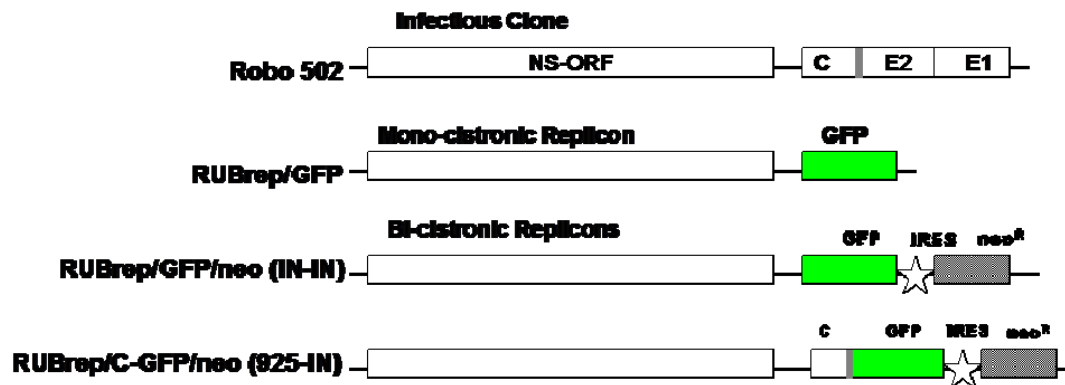 Infectious Clone
Robo 502 NS-ORF C E2 E1
Mono-cistronic Replicon GFP
RUBrep/GFP
Bi-cistronic Replicons
GFP IRES neoR
RUBrep/GFP/neo (IN-IN)
C GFP IRES neoR
RUBrep/C-GFP/neo (925-IN)